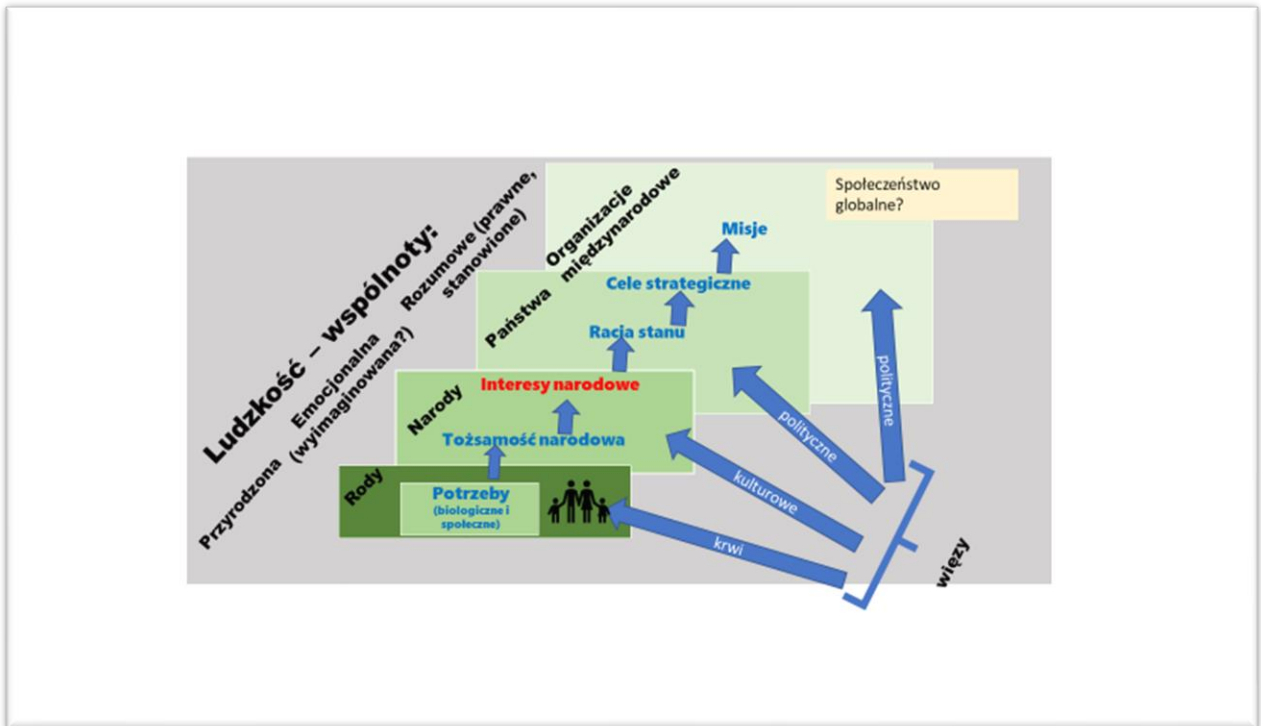 Ludzkość – wspólnoty:
Przyrodzona
Emocjonalna
(wyimaginowana?)
Rozumowe (prawne,
stanowione)
Organizacje
międzynarodowe
Społeczeństwo
globalne?
Misje
Państwa
Cele strategiczne
Racja stanu
Narody
Interesy narodowe
Tożsamość narodowa
Rody
Potrzeby
(biologiczne i
społeczne)
krwi
kulturowe
polityczne
polityczne
więzy